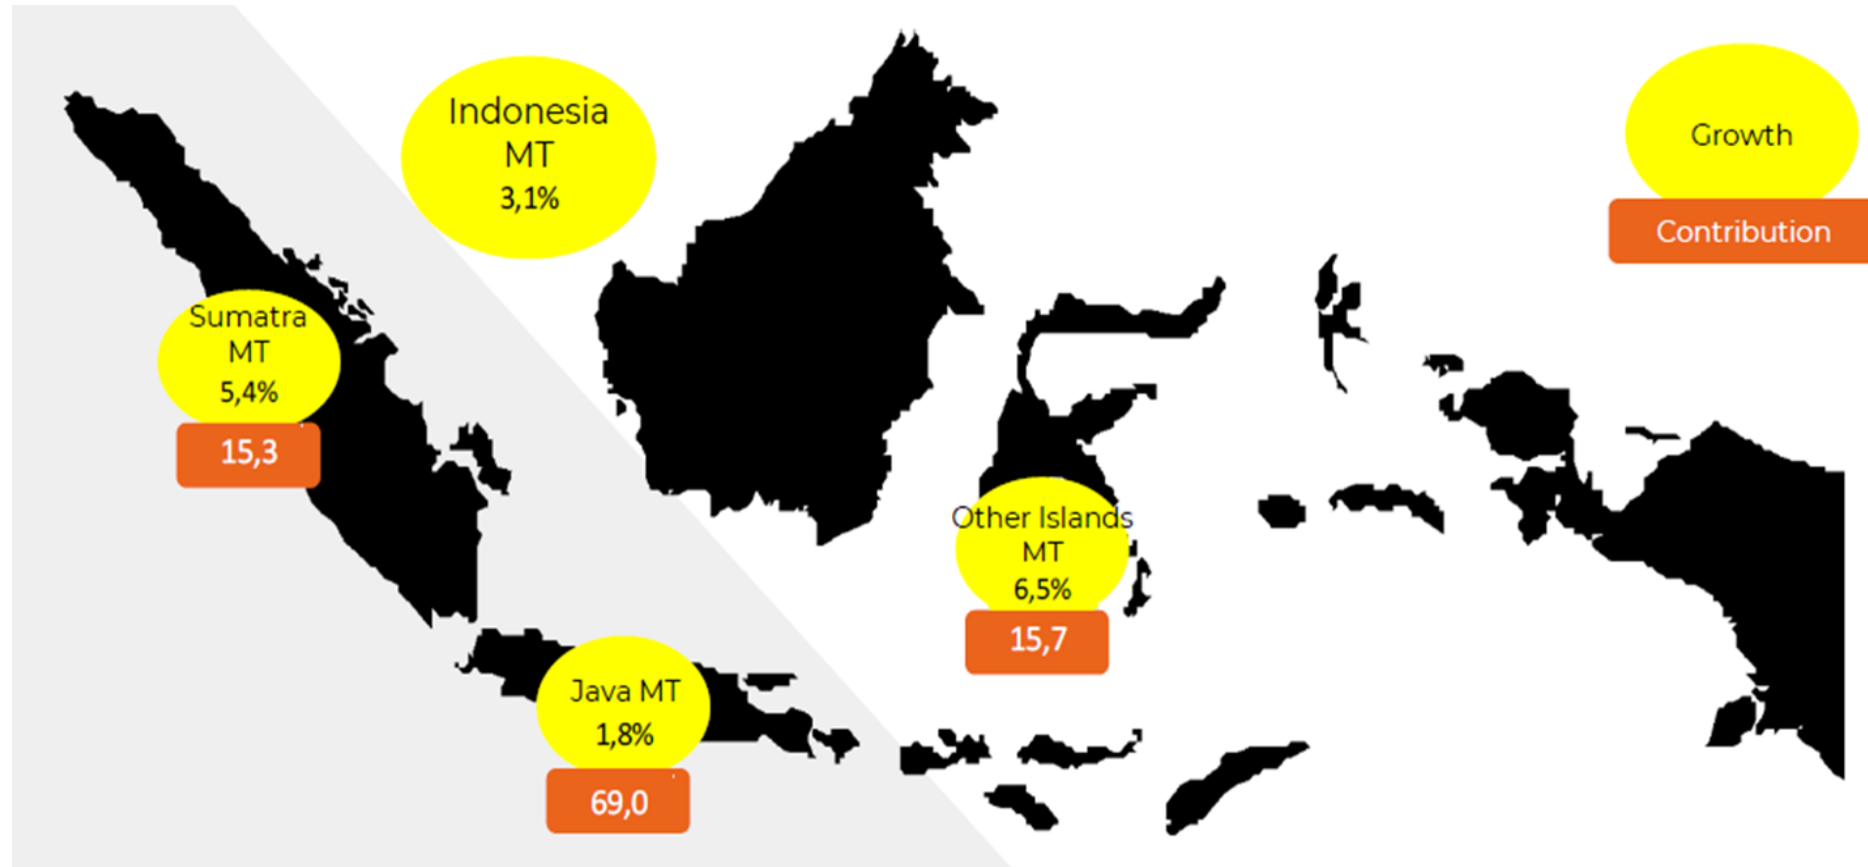 Indonesia
MT
3,1%
Growth
Contribution
Sumatra
MT
5,4%
15,3
Other Islands
MT
6,5%
15,7
Java MT
1,8%
69,0